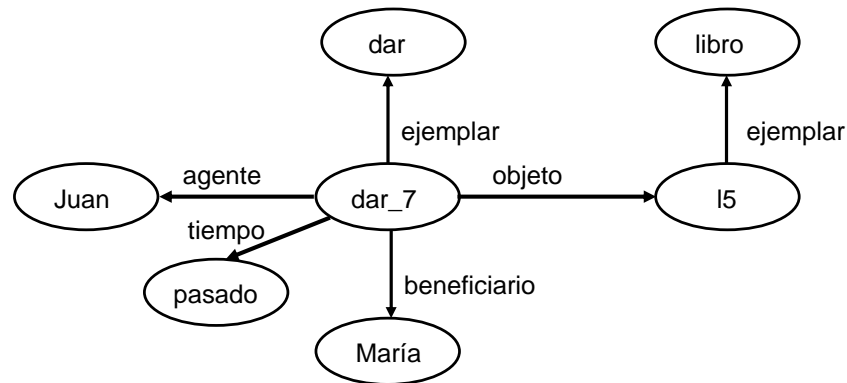 dar
libro
ejemplar
ejemplar
agente
objeto
Juan
dar_7
l5
tiempo
pasado
beneficiario
María